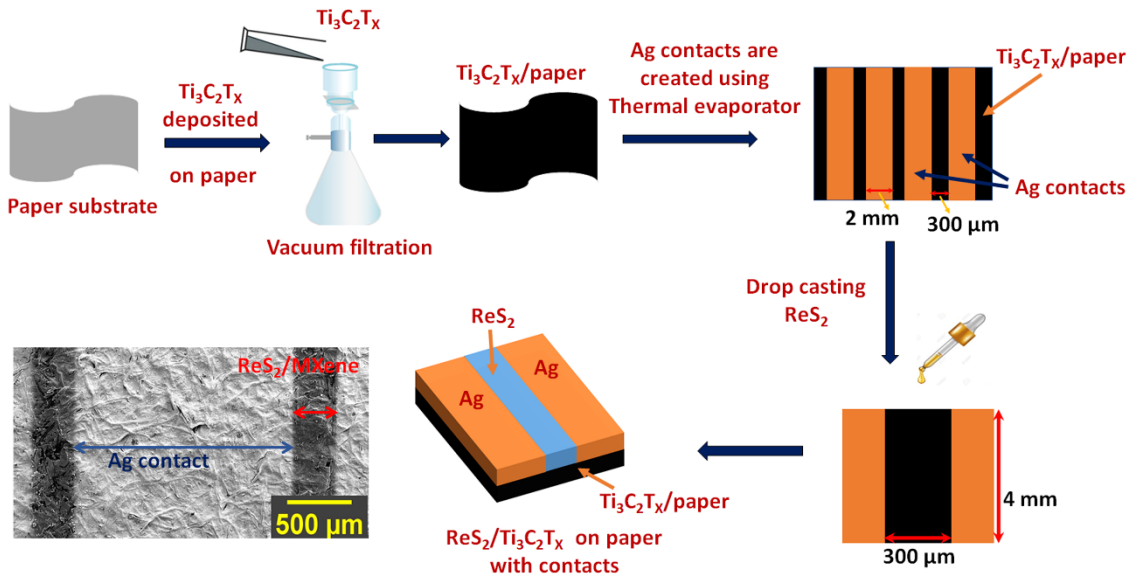 Ti₃C₂Tₓ
Ti₃C₂Tₓ
deposited
on paper
Paper substrate
Vacuum filtration
Ti₃C₂Tₓ/paper
Ag contacts are
created using
Thermal evaporator
Ti₃C₂Tₓ/paper
Ag contacts
2 mm
300 µm
Drop casting
ReS₂
4 mm
300 µm
ReS₂
Ag
Ag
Ti₃C₂Tₓ/paper
ReS₂/Ti₃C₂Tₓ on paper
with contacts
ReS₂/MXene
Ag contact
500 µm